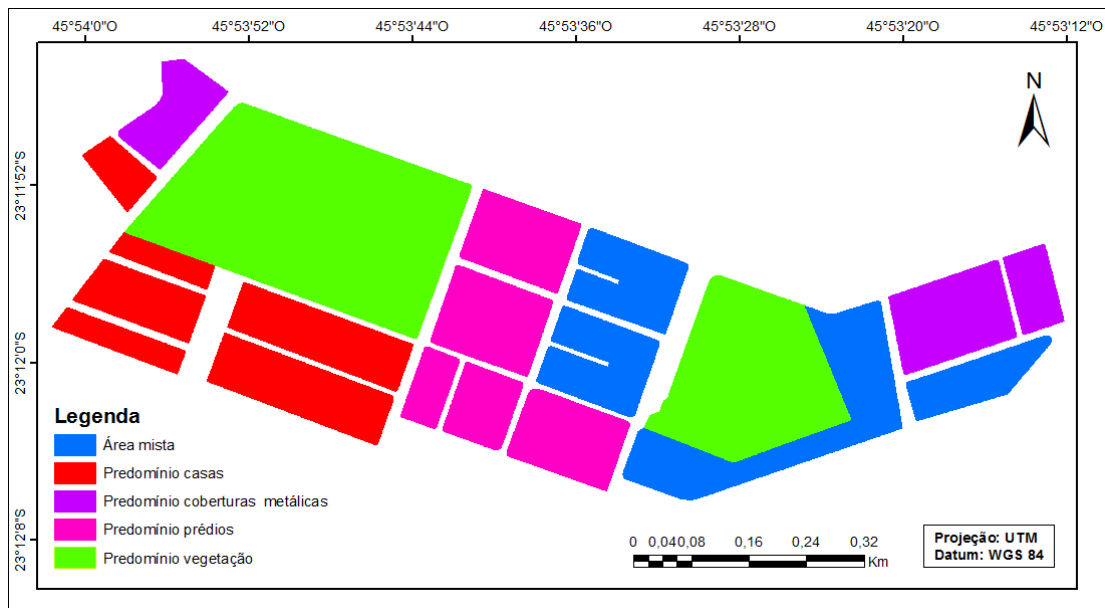 45°54'0"O 45°53'52"O 45°53'44"O 45°53'36"O 45°53'28"O 45°53'20"O 45°53'12"O
N
23°11'52"S
23°12'0"S
23°12'8"S
Legenda
Área mista
Predomínio casas
Predomínio coberturas metálicas
Predomínio prédios
Predomínio vegetação
0 0,04 0,08 0,16 0,24 0,32
Km
Projeção: UTM
Datum: WGS 84